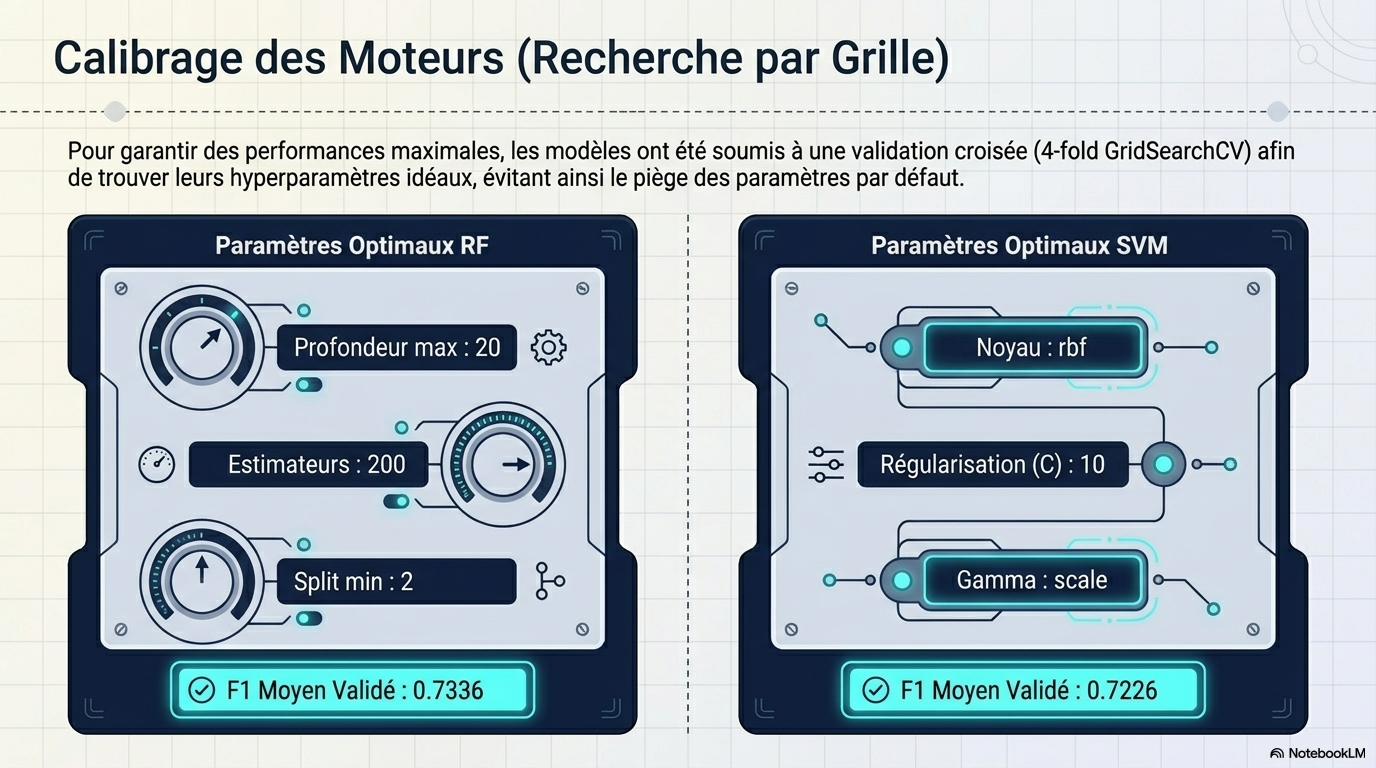 Calibrage des Moteurs (Recherche par Grille)
Pour garantir des performances maximales, les modèles ont été soumis à une validation croisée (4-fold GridSearchCV) afin
de trouver leurs hyperparamètres idéaux, évitant ainsi le piège des paramètres par défaut.
Paramètres Optimaux RF
Profondeur max : 20
Estimateurs : 200
Split min : 2
F1 Moyen Validé : 0.7336
Paramètres Optimaux SVM
Noyau : rbf
Régularisation (C) : 10
Gamma : scale
F1 Moyen Validé : 0.7226
NotebookLM